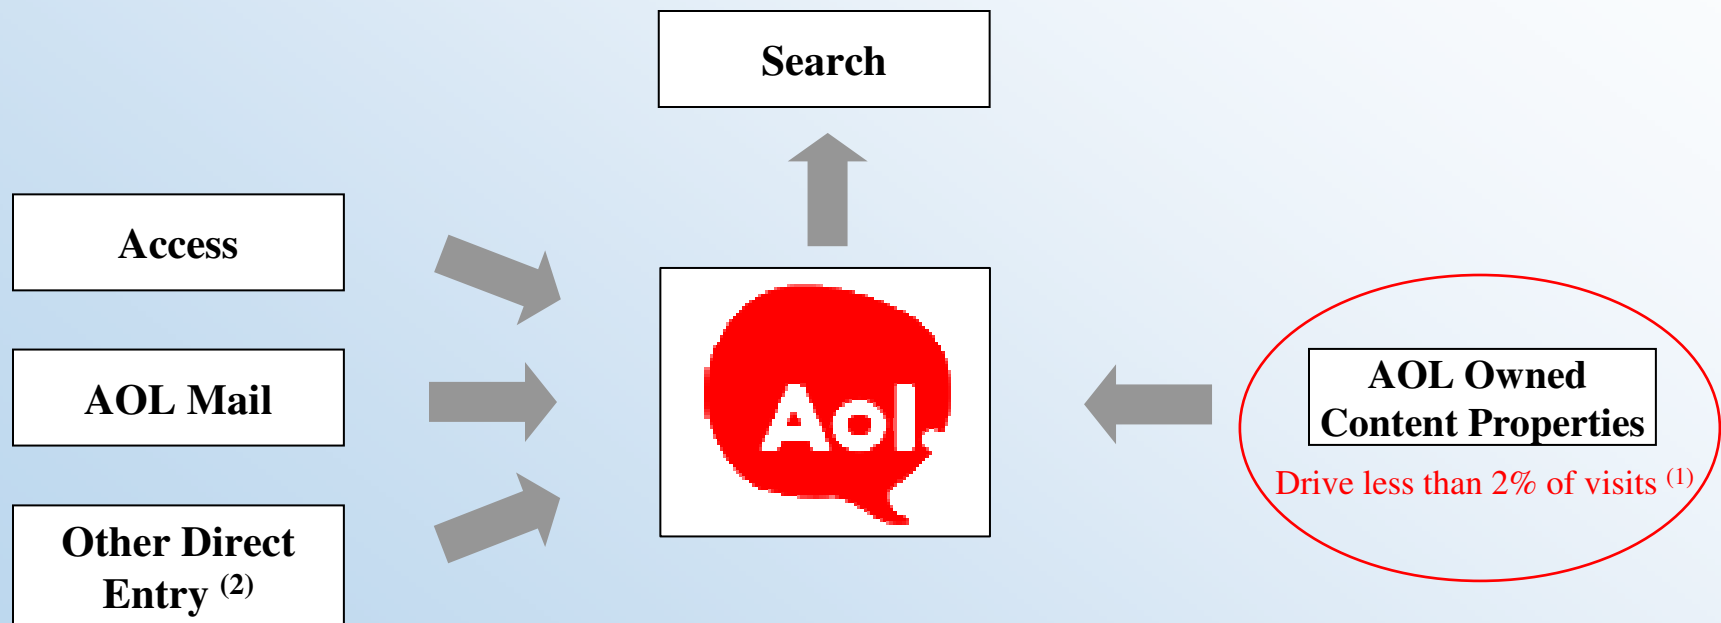 Search
Access
AOL Mail
Other Direct
Entry (2)
Aol.
AOL Owned
Content Properties
Drive less than 2% of visits (1)